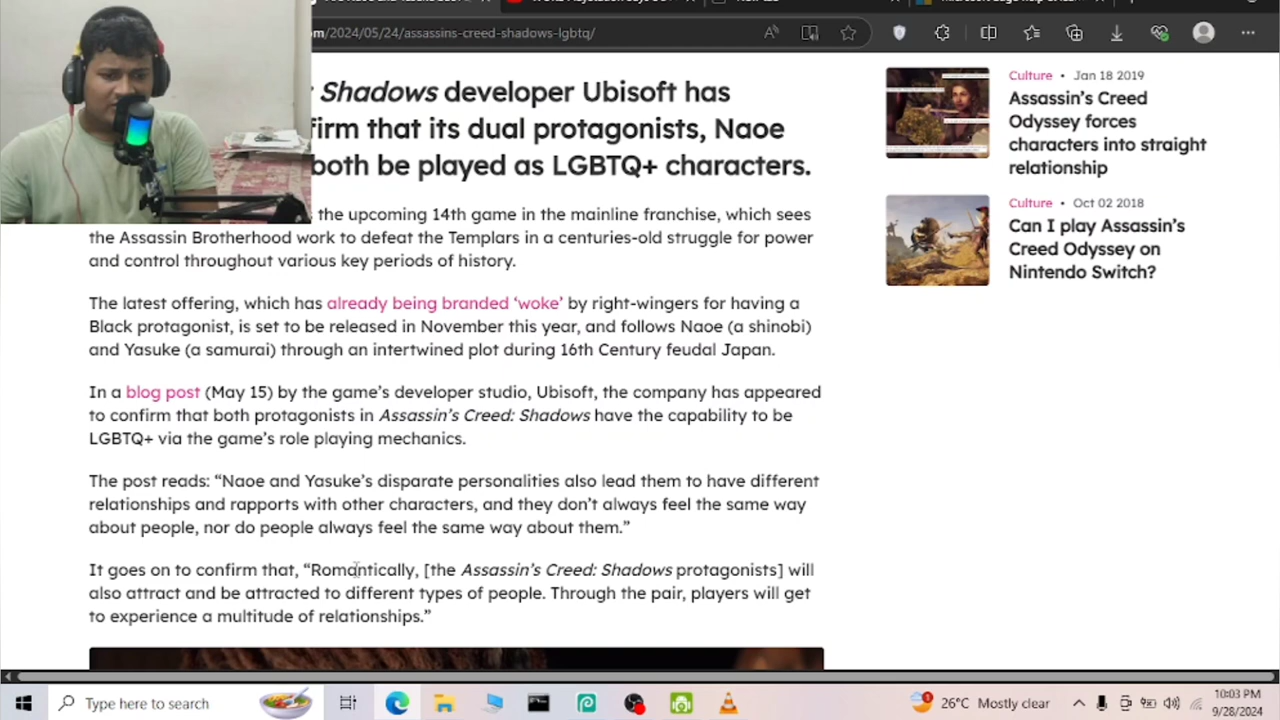 .com/2024/05/24/assassins-creed-shadows-lgbtq/
Shadows developer Ubisoft has
firm that its dual protagonists, Naoe
both be played as LGBTQ+ characters.
the upcoming 14th game in the mainline franchise, which sees
the Assassin Brotherhood work to defeat the Templars in a centuries-old struggle for power
and control throughout various key periods of history.
The latest offering, which has already being branded ‘woke’ by right-wingers for having a
Black protagonist, is set to be released in November this year, and follows Naoe (a shinobi)
and Yasuke (a samurai) through an intertwined plot during 16th Century feudal Japan.
In a blog post (May 15) by the game’s developer studio, Ubisoft, the company has appeared
to confirm that both protagonists in Assassin’s Creed: Shadows have the capability to be
LGBTQ+ via the game’s role playing mechanics.
The post reads: “Naoe and Yasuke’s disparate personalities also lead them to have different
relationships and rapports with other characters, and they don’t always feel the same way
about people, nor do people always feel the same way about them.”
It goes on to confirm that, “Romantically, [the Assassin’s Creed: Shadows protagonists] will
also attract and be attracted to different types of people. Through the pair, players will get
to experience a multitude of relationships.”
Culture • Jan 18 2019
Assassin’s Creed
Odyssey forces
characters into straight
relationship
Culture • Oct 02 2018
Can I play Assassin’s
Creed Odyssey on
Nintendo Switch?
Type here to search
26°C Mostly clear
10:03 PM
9/28/2024